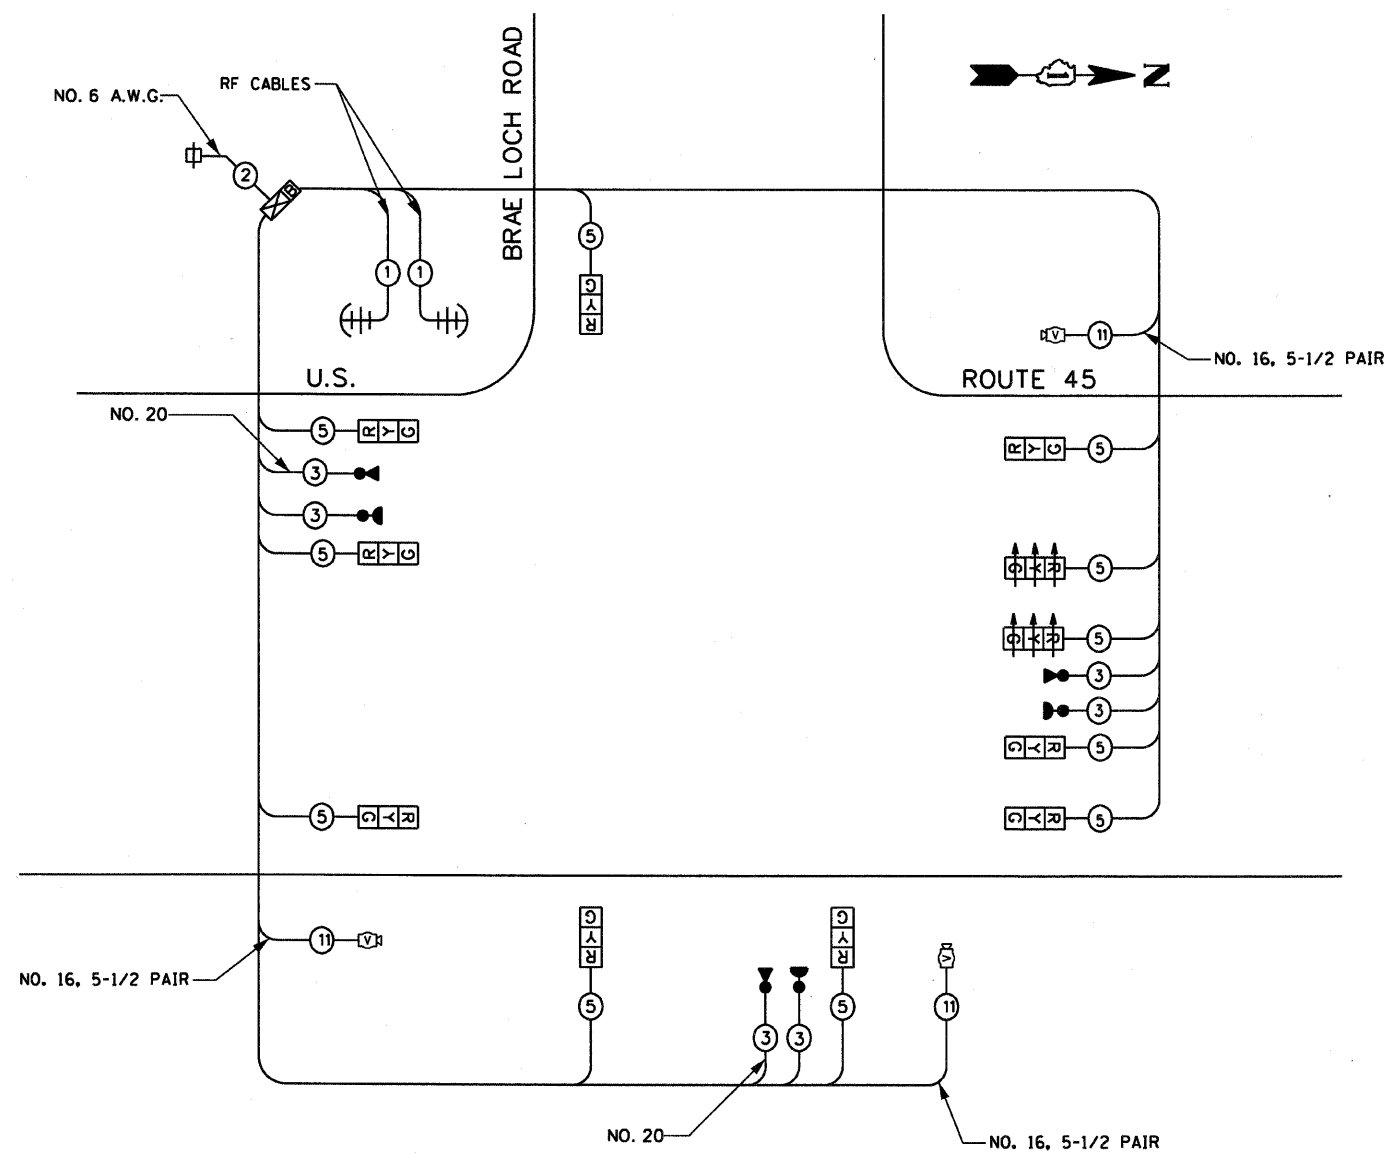 BRAE LOCH ROAD
N
RF CABLES
NO. 6 A.W.G.
2
B
5
G Y R
1
1
11
NO. 16, 5-1/2 PAIR
U.S.
ROUTE 45
NO. 20
5
R Y G
R Y G
5
3
3
5
R Y G
G Y R
5
G Y R
5
3
3
G Y R
5
5
G Y R
G Y R
5
11
V
V
G Y R
G Y R
V
NO. 16, 5-1/2 PAIR
5
5
11
3
3
NO. 20
NO. 16, 5-1/2 PAIR